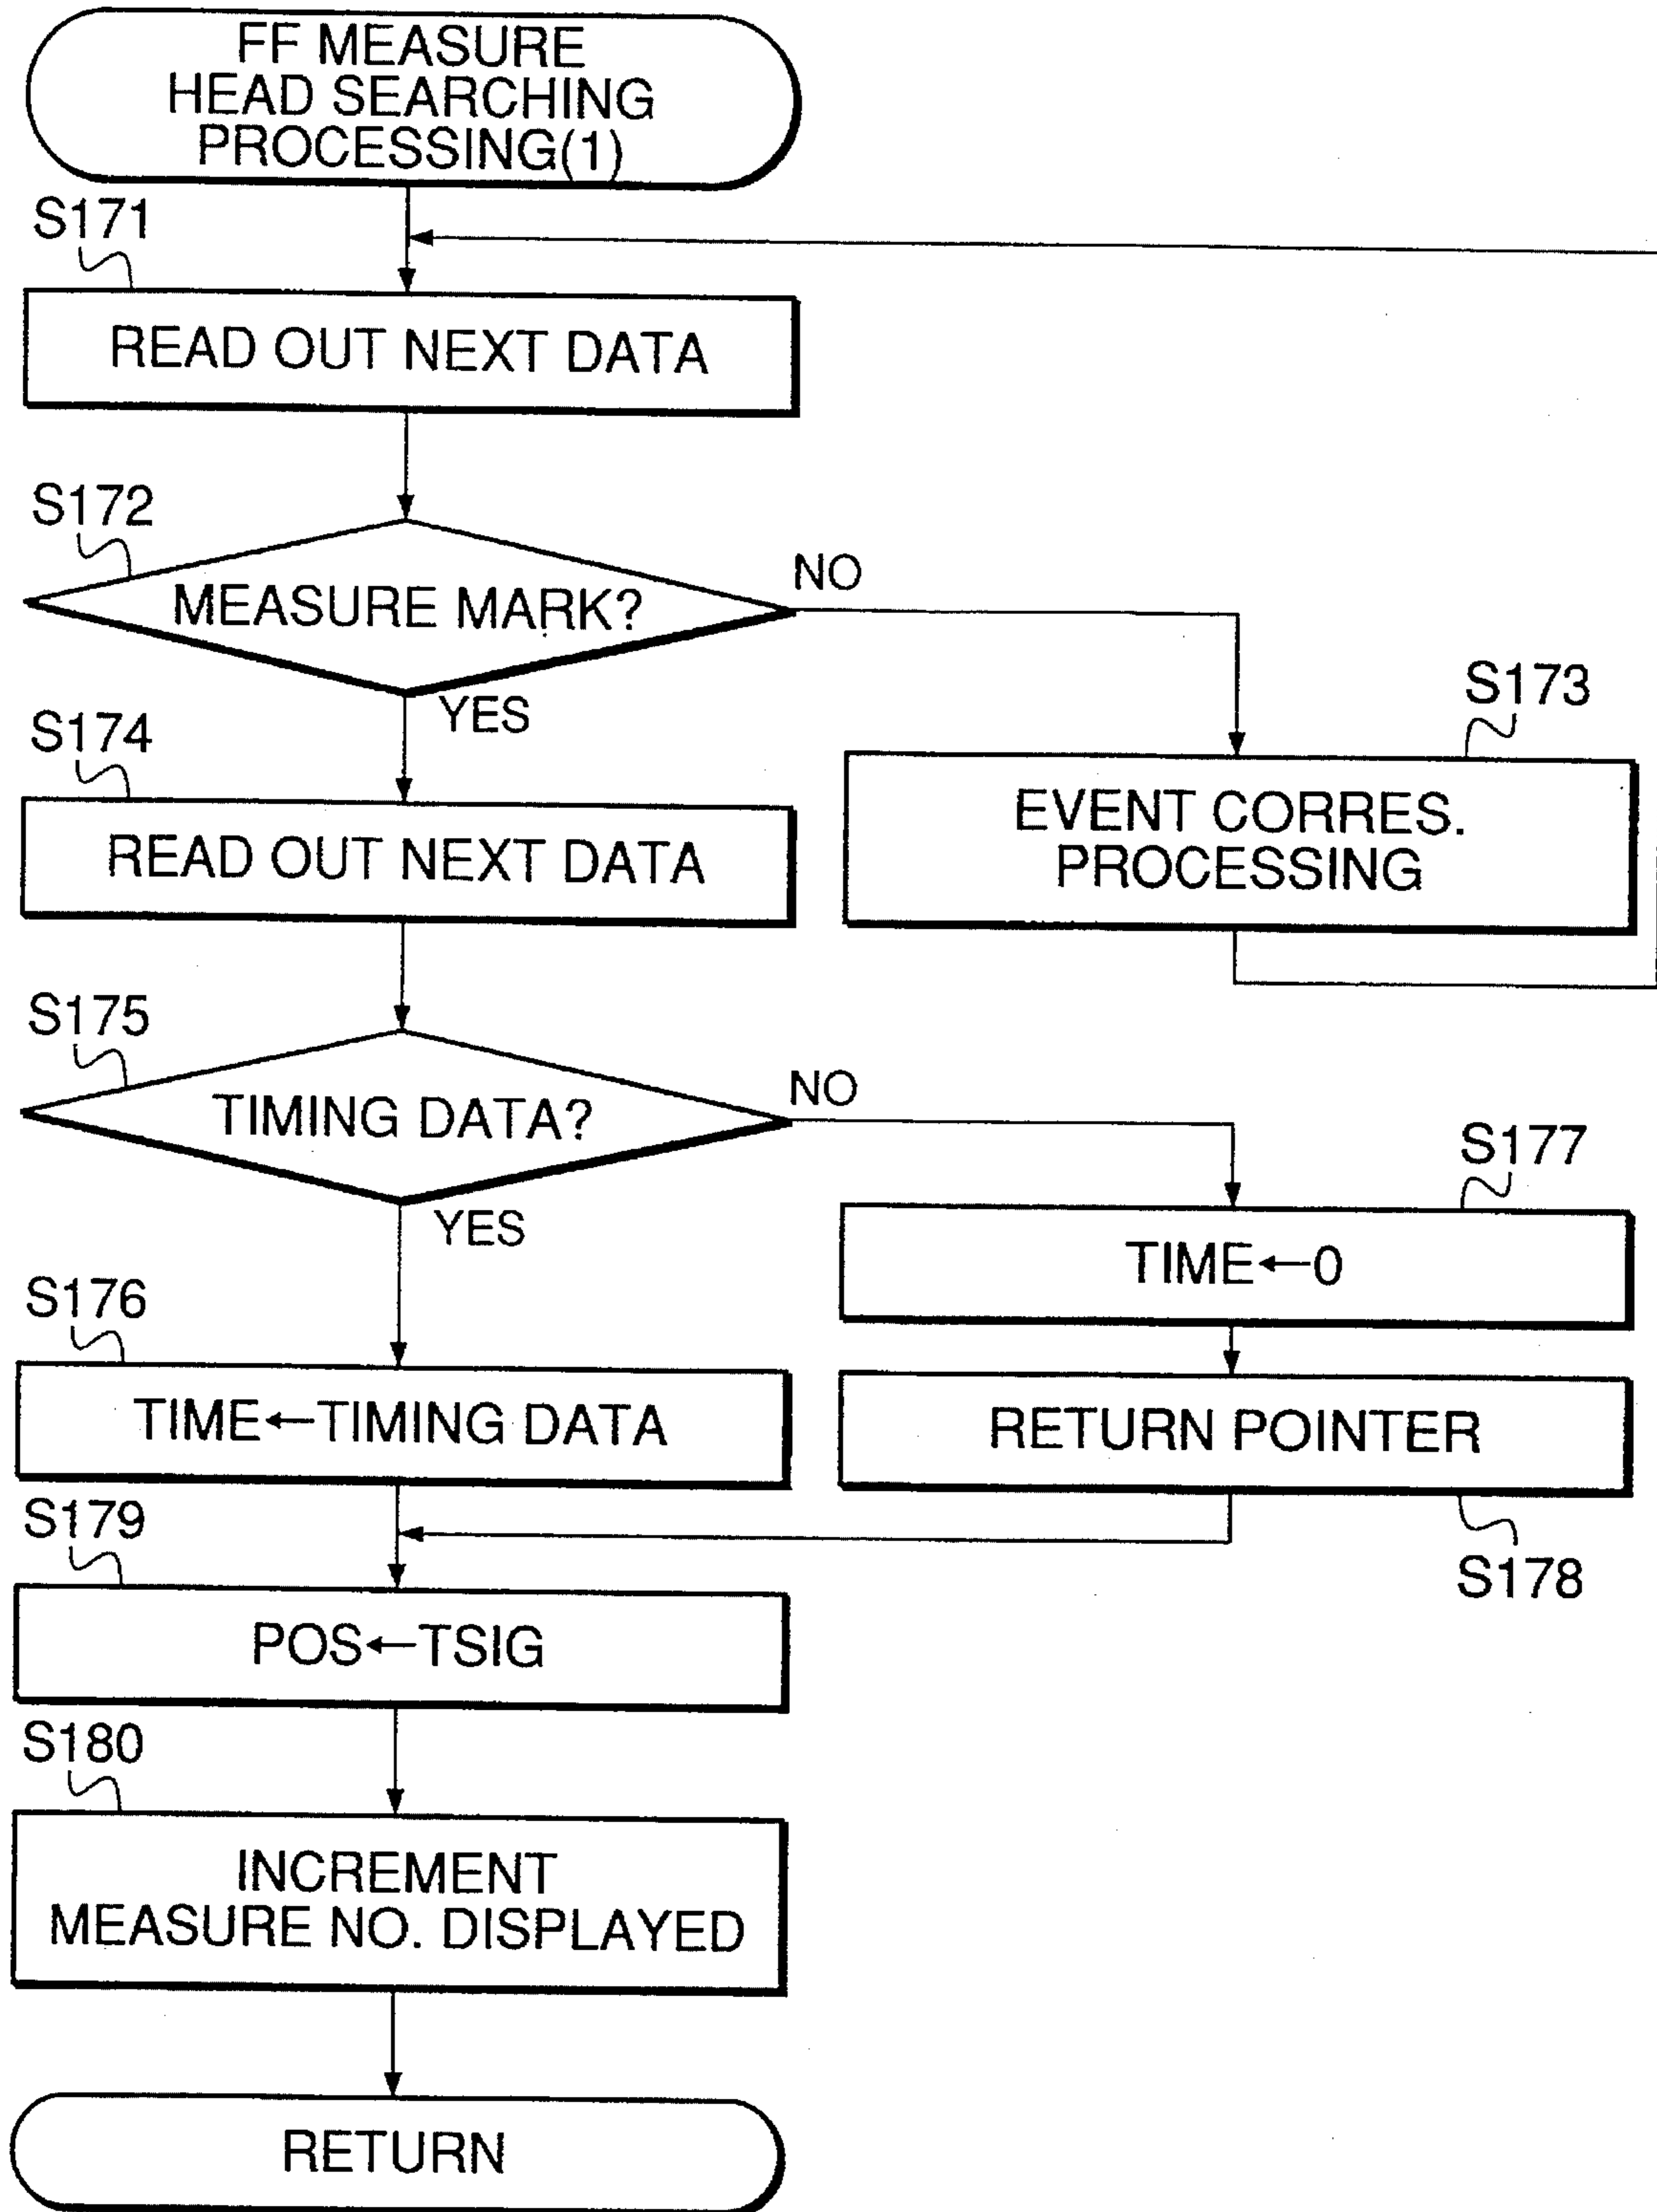 FF MEASURE
HEAD SEARCHING
PROCESSING(1)
S171
READ OUT NEXT DATA
S172
MEASURE MARK?
NO
YES
S173
EVENT CORRES.
PROCESSING
S174
READ OUT NEXT DATA
S175
TIMING DATA?
NO
YES
S177
TIME←0
S176
TIME←TIMING DATA
RETURN POINTER
S178
S179
POS←TSIG
S180
INCREMENT
MEASURE NO. DISPLAYED
RETURN